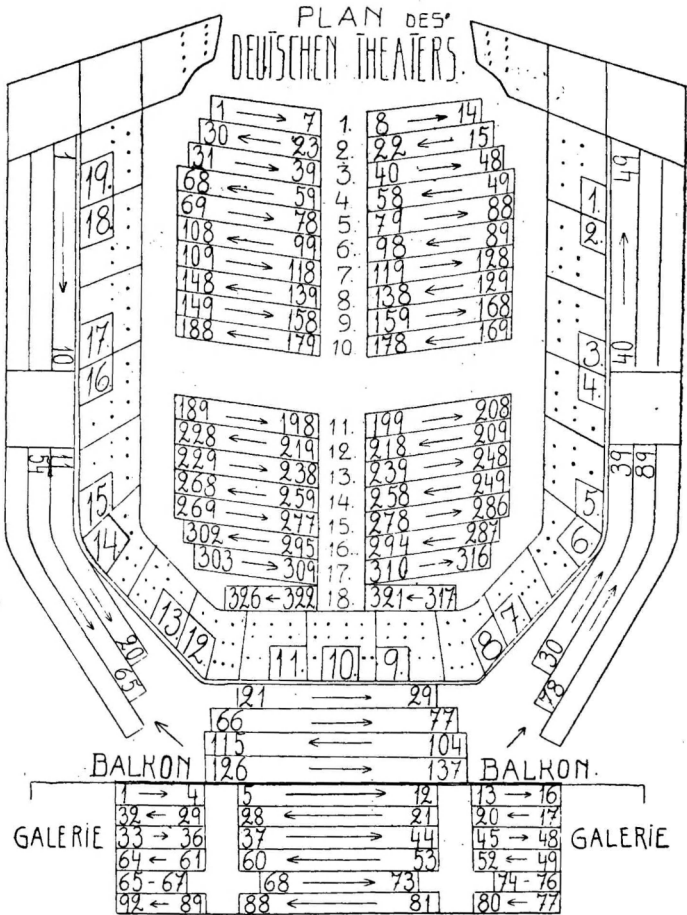 PLAN DES
DEUTSCHEN THEATERS.
1 → 7 1. 8 → 14
30 ← 23 2. 22 ← 15
31 → 39 3. 40 → 48
68 ← 59 4. 58 ← 49
69 → 78 5. 79 → 88
108 ← 99 6. 98 ← 89
109 → 118 7. 119 → 128
148 ← 139 8. 138 ← 129
149 → 158 9. 159 → 168
188 ← 179 10. 178 ← 169
189 → 198 11. 199 → 208
228 ← 219 12. 218 ← 209
229 → 238 13. 239 → 248
268 ← 259 14. 258 ← 249
269 → 277 15. 278 → 286
302 ← 295 16. 294 ← 287
303 → 309 17. 310 → 316
326 ← 322 18. 321 ← 317
1 → 10
49
40
19.
18.
17.
16.
15.
14.
13.
12.
11.
10.
9.
8.
7.
6.
5.
4.
3.
2.
1.
54
11
20
65
39
89
30
78
21 → 29
66 → 77
115 ← 104
126 → 137
BALKON BALKON.
1 → 4 5 → 12 13 → 16
32 ← 29 28 ← 21 20 ← 17
GALERIE 33 → 36 37 → 44 45 → 48 GALERIE
64 ← 61 60 ← 53 52 ← 49
65 - 67 68 → 73 74 - 76
92 ← 89 88 ← 81 80 ← 77